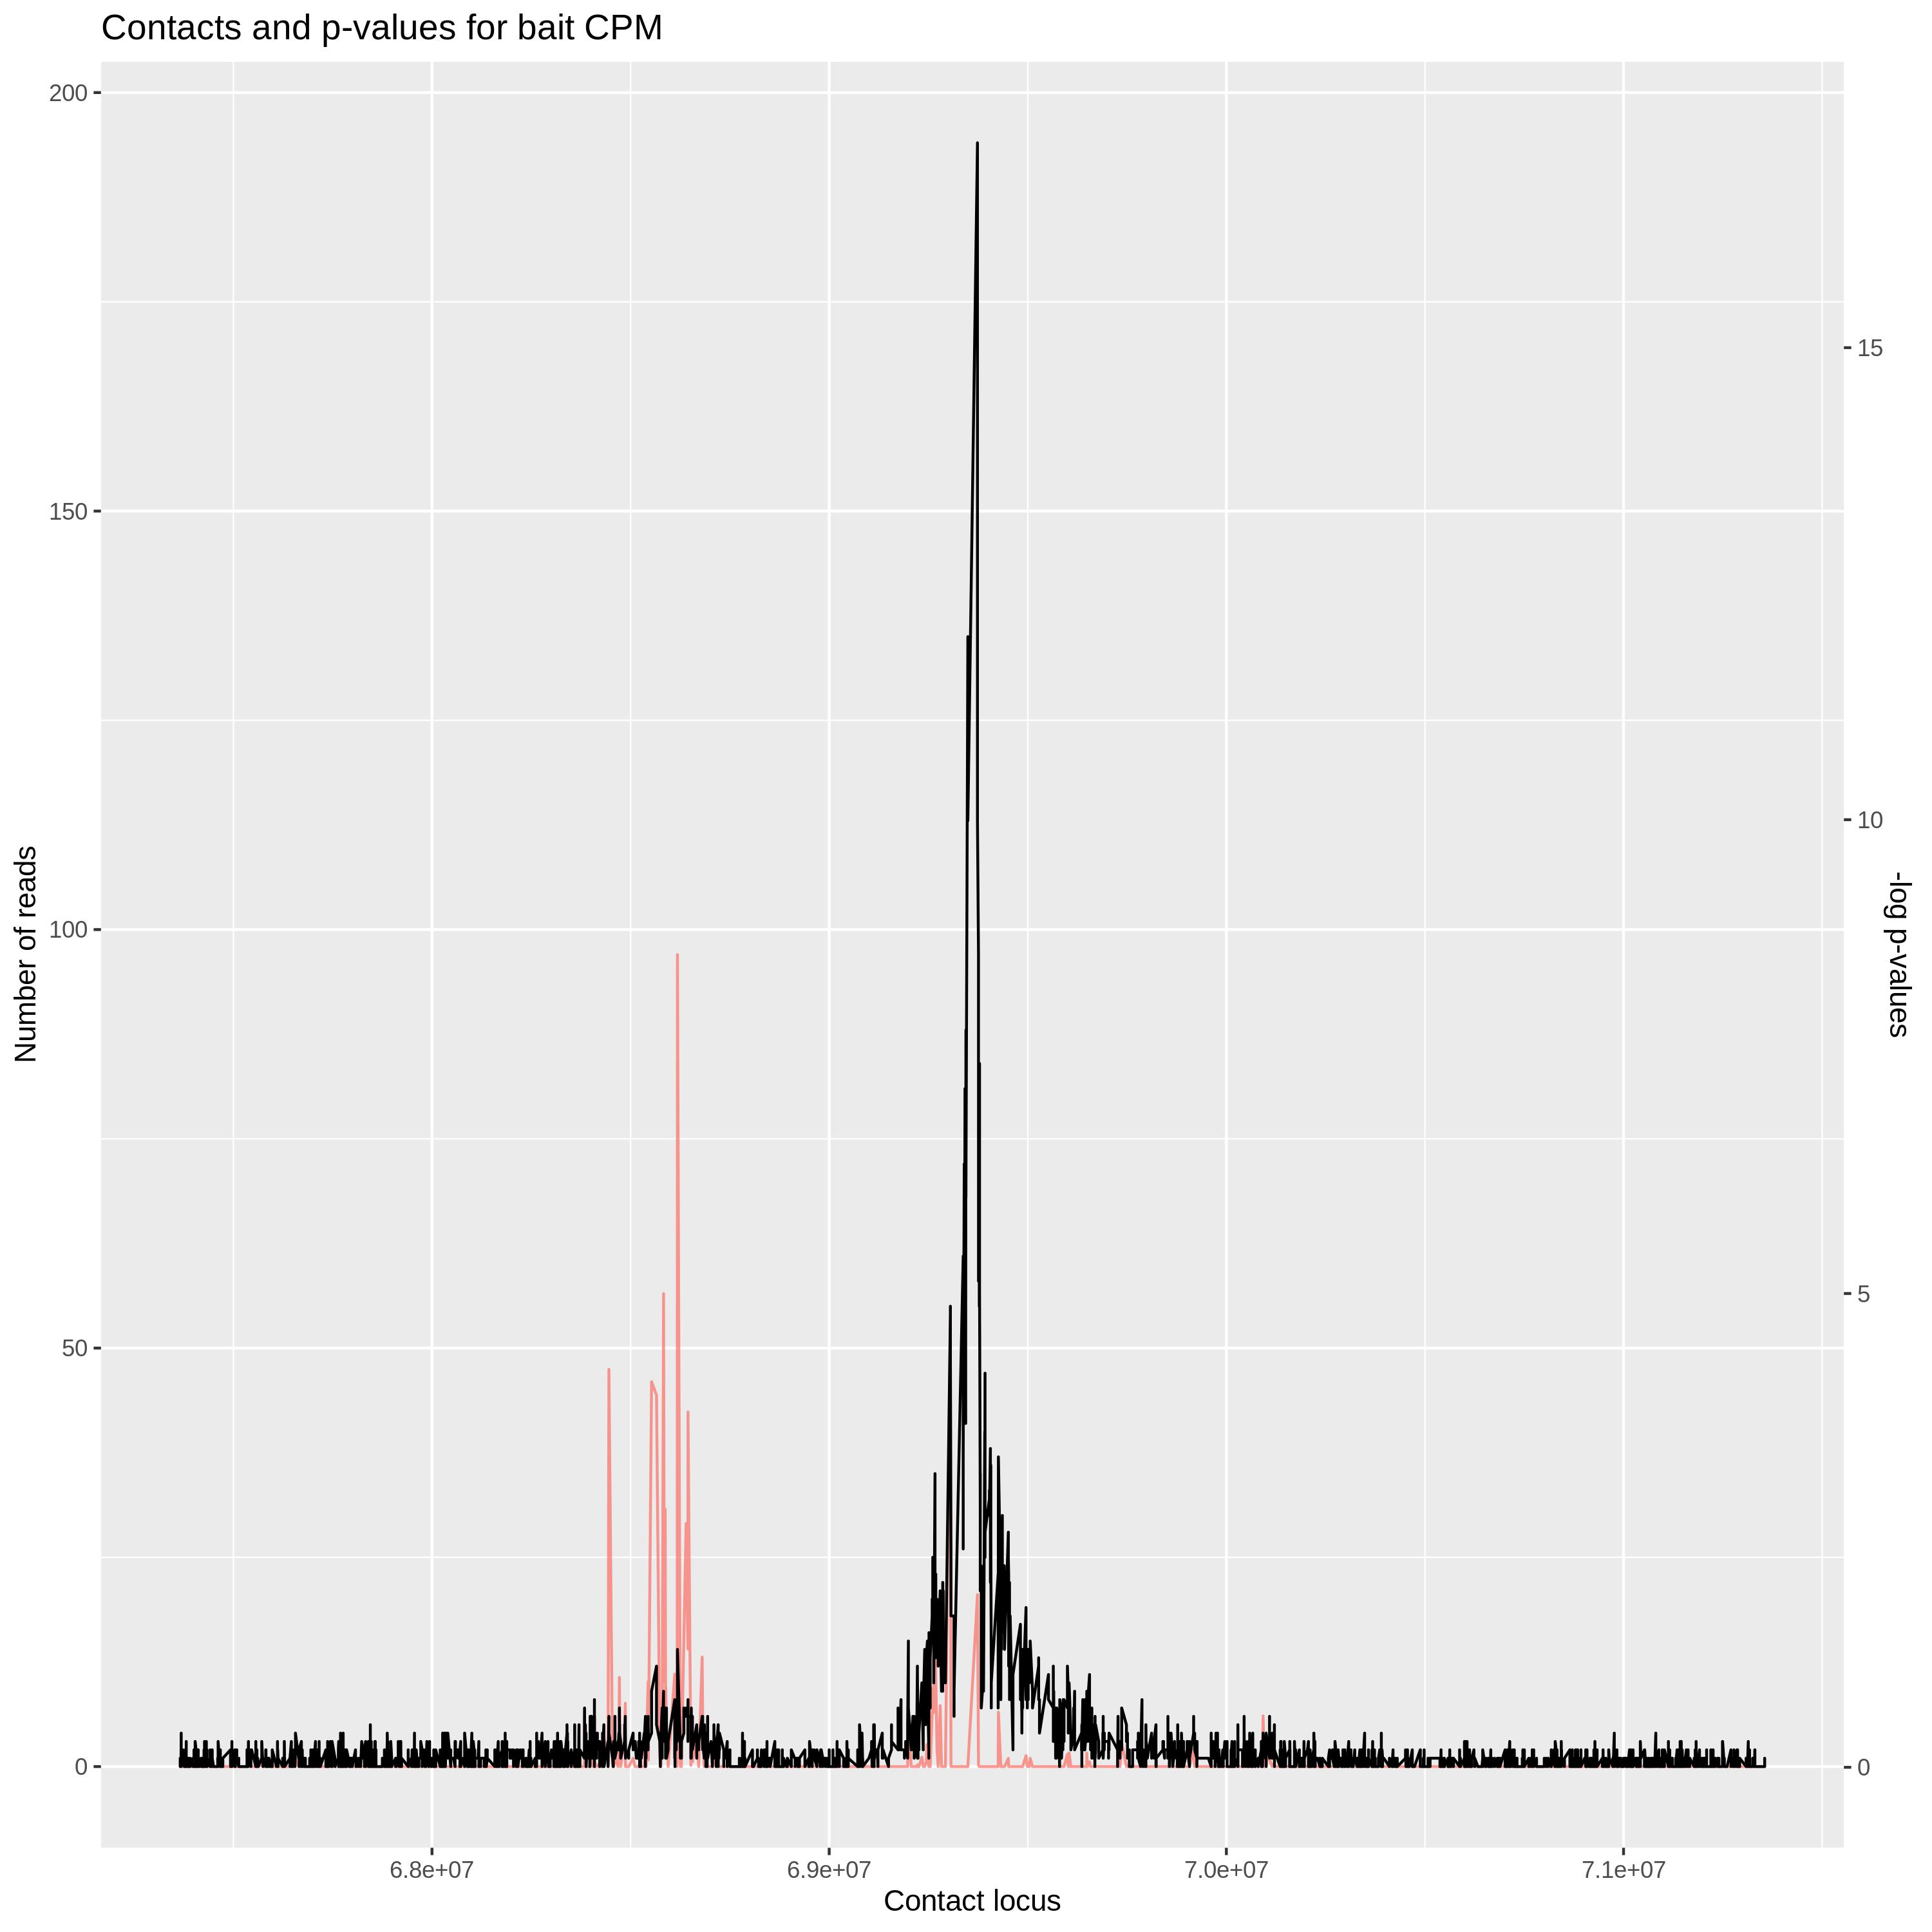 Contacts and p-values for bait CPM
200
150
100
50
0
15
10
5
0
Number of reads
-log p-values
6.8e+07
6.9e+07
7.0e+07
7.1e+07
Contact locus